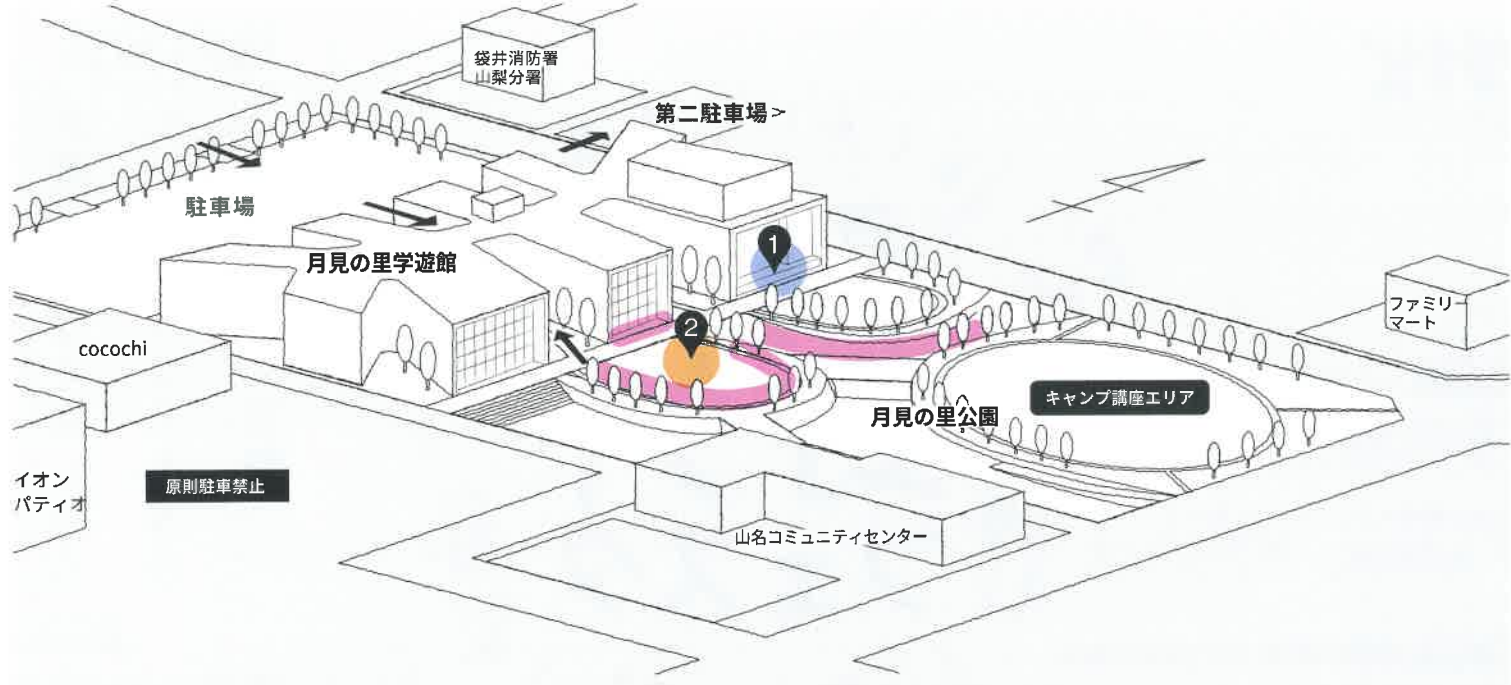 袋井消防署
山梨分署
第二駐車場>
駐車場
月見の里学遊館
1
2
cocochi
ファミリー
マート
キャンプ講座エリア
月見の里公園
イオン
パティオ
原則駐車禁止
山名コミュニティセンター